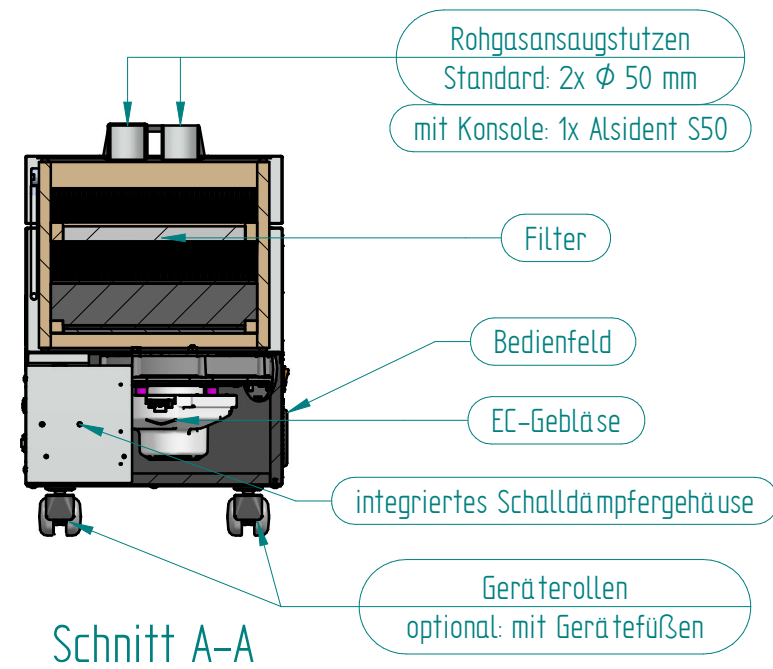 Rohgasansaugstutzen
Standard: 2x Φ 50 mm
mit Konsole: 1x Alsident S50
Filter
Bedienfeld
EC-Gebläse
integriertes Schalldämpfergehäuse
Geräterollen
optional: mit Gerätefüßen
Schnitt A-A